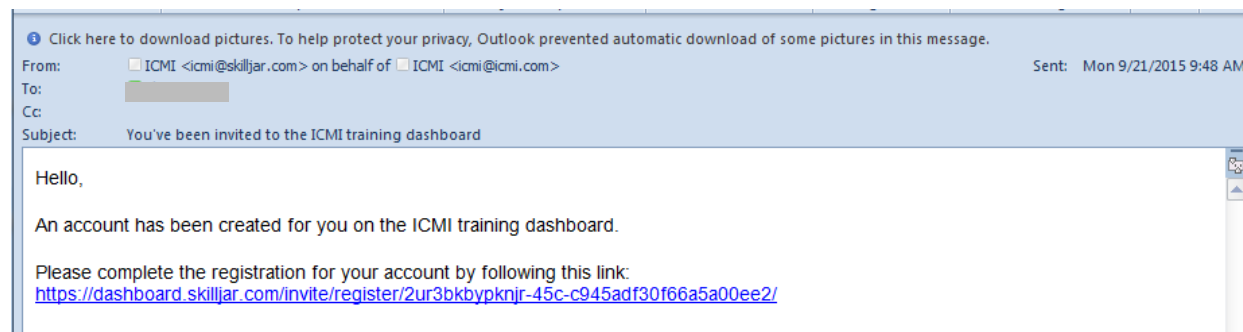 Click here to download pictures. To help protect your privacy, Outlook prevented automatic download of some pictures in this message.
From: ICMI <icmi@skilljar.com> on behalf of ICMI <icmi@icmi.com> Sent: Mon 9/21/2015 9:48 AM
To:
Cc:
Subject: You've been invited to the ICMI training dashboard
Hello,
An account has been created for you on the ICMI training dashboard.
Please complete the registration for your account by following this link:
https://dashboard.skilljar.com/invite/register/2ur3bkbypknjr-45c-c945adf30f66a5a00ee2/